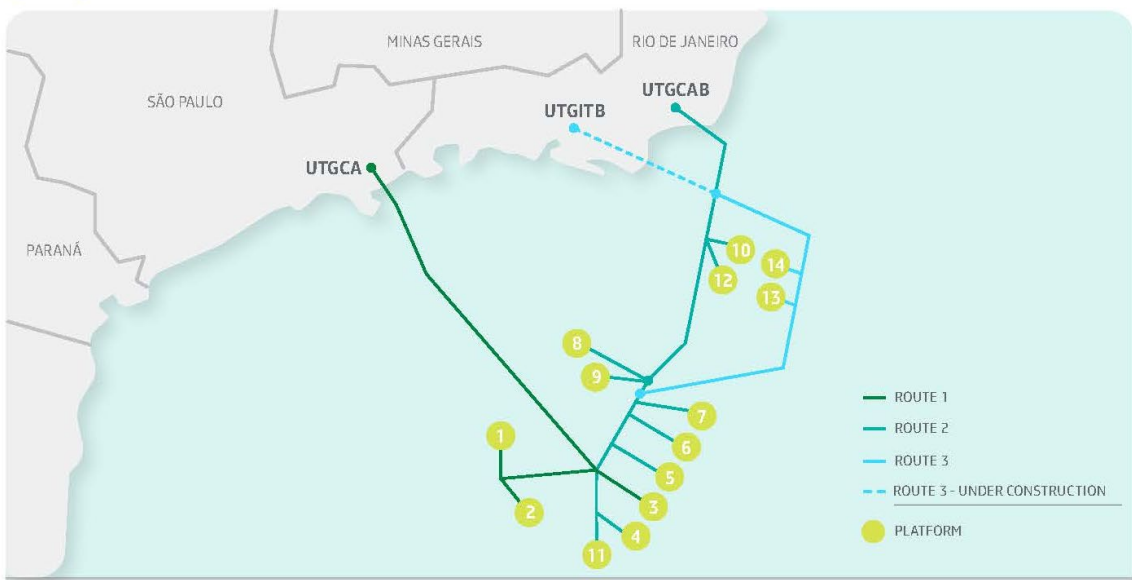 MINAS GERAIS
RIO DE JANEIRO
SÃO PAULO
UTGCAB
UTGITB
UTGCA
PARANÁ
10
14
12
13
8
9
7
1
6
5
2
3
4
11
ROUTE 1
ROUTE 2
ROUTE 3
ROUTE 3 - UNDER CONSTRUCTION
PLATFORM